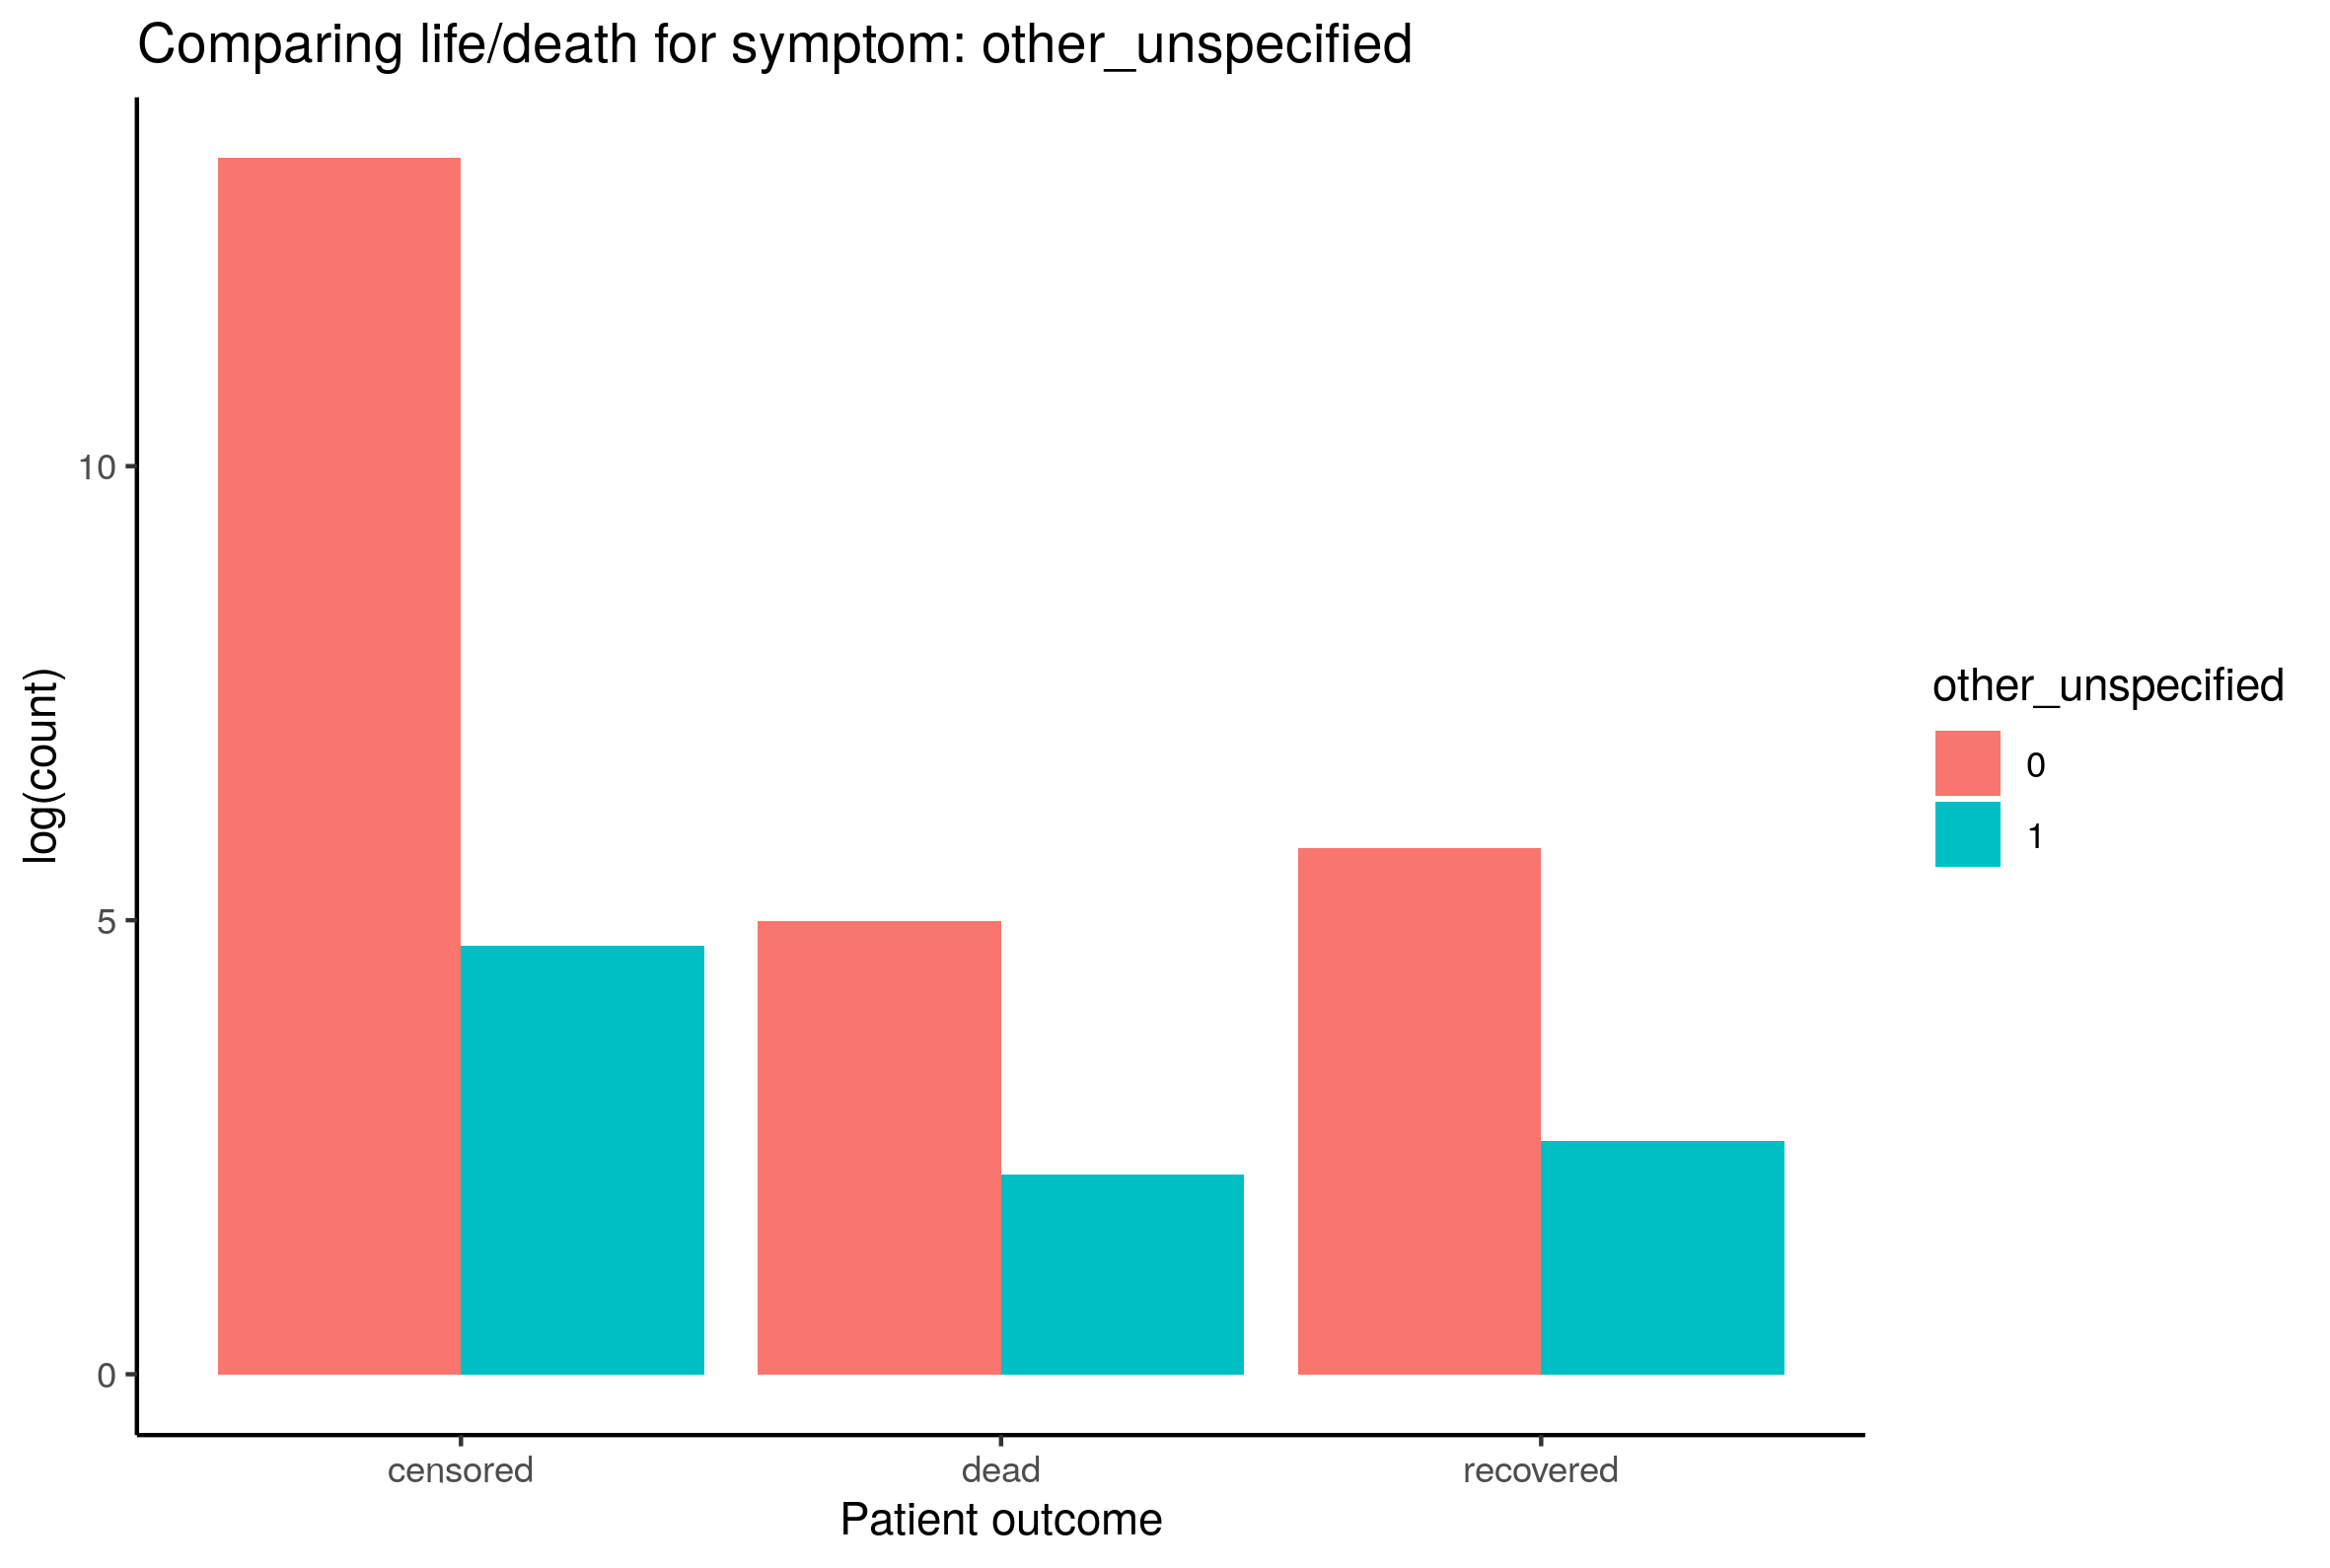 Comparing life/death for symptom: other_unspecified
log(count)
10
5
0
censored
dead
recovered
Patient outcome
other_unspecified
0
1